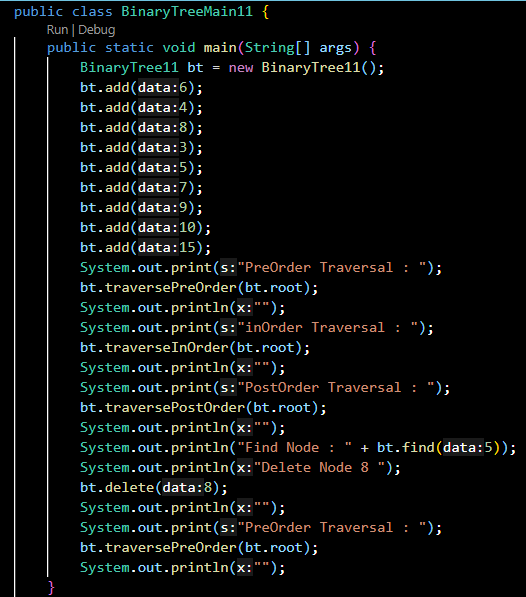 public class BinaryTreeMain11 {
Run | Debug
public static void main(String[] args) {
BinaryTree11 bt = new BinaryTree11();
bt.add(data:6);
bt.add(data:4);
bt.add(data:8);
bt.add(data:3);
bt.add(data:5);
bt.add(data:7);
bt.add(data:9);
bt.add(data:10);
bt.add(data:15);
System.out.print(s:"PreOrder Traversal : ");
bt.traversePreOrder(bt.root);
System.out.println(x:"");
System.out.print(s:"inOrder Traversal : ");
bt.traverseInOrder(bt.root);
System.out.println(x:"");
System.out.print(s:"PostOrder Traversal : ");
bt.traversePostOrder(bt.root);
System.out.println(x:"");
System.out.println("Find Node : " + bt.find(data:5));
System.out.println(x:"Delete Node 8 ");
bt.delete(data:8);
System.out.println(x:"");
System.out.print(s:"PreOrder Traversal : ");
bt.traversePreOrder(bt.root);
System.out.println(x:"");
}